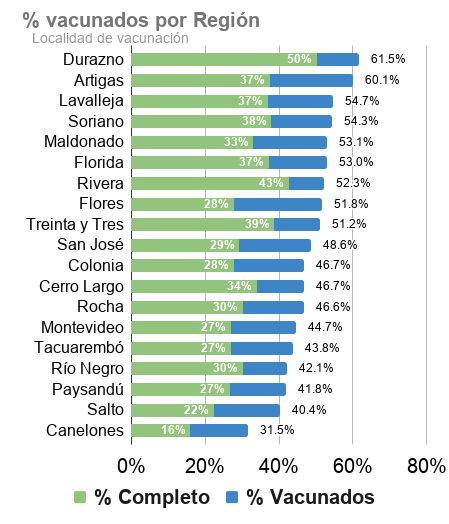 % vacunados por Región
Localidad de vacunación
Durazno 50% 61.5%
Artigas 37% 60.1%
Lavalleja 37% 54.7%
Soriano 38% 54.3%
Maldonado 33% 53.1%
Florida 37% 53.0%
Rivera 43% 52.3%
Flores 28% 51.8%
Treinta y Tres 39% 51.2%
San José 29% 48.6%
Colonia 28% 46.7%
Cerro Largo 34% 46.7%
Rocha 30% 46.6%
Montevideo 27% 44.7%
Tacuarembó 27% 43.8%
Río Negro 30% 42.1%
Paysandú 27% 41.8%
Salto 22% 40.4%
Canelones 16% 31.5%
0% 20% 40% 60% 80%
% Completo % Vacunados